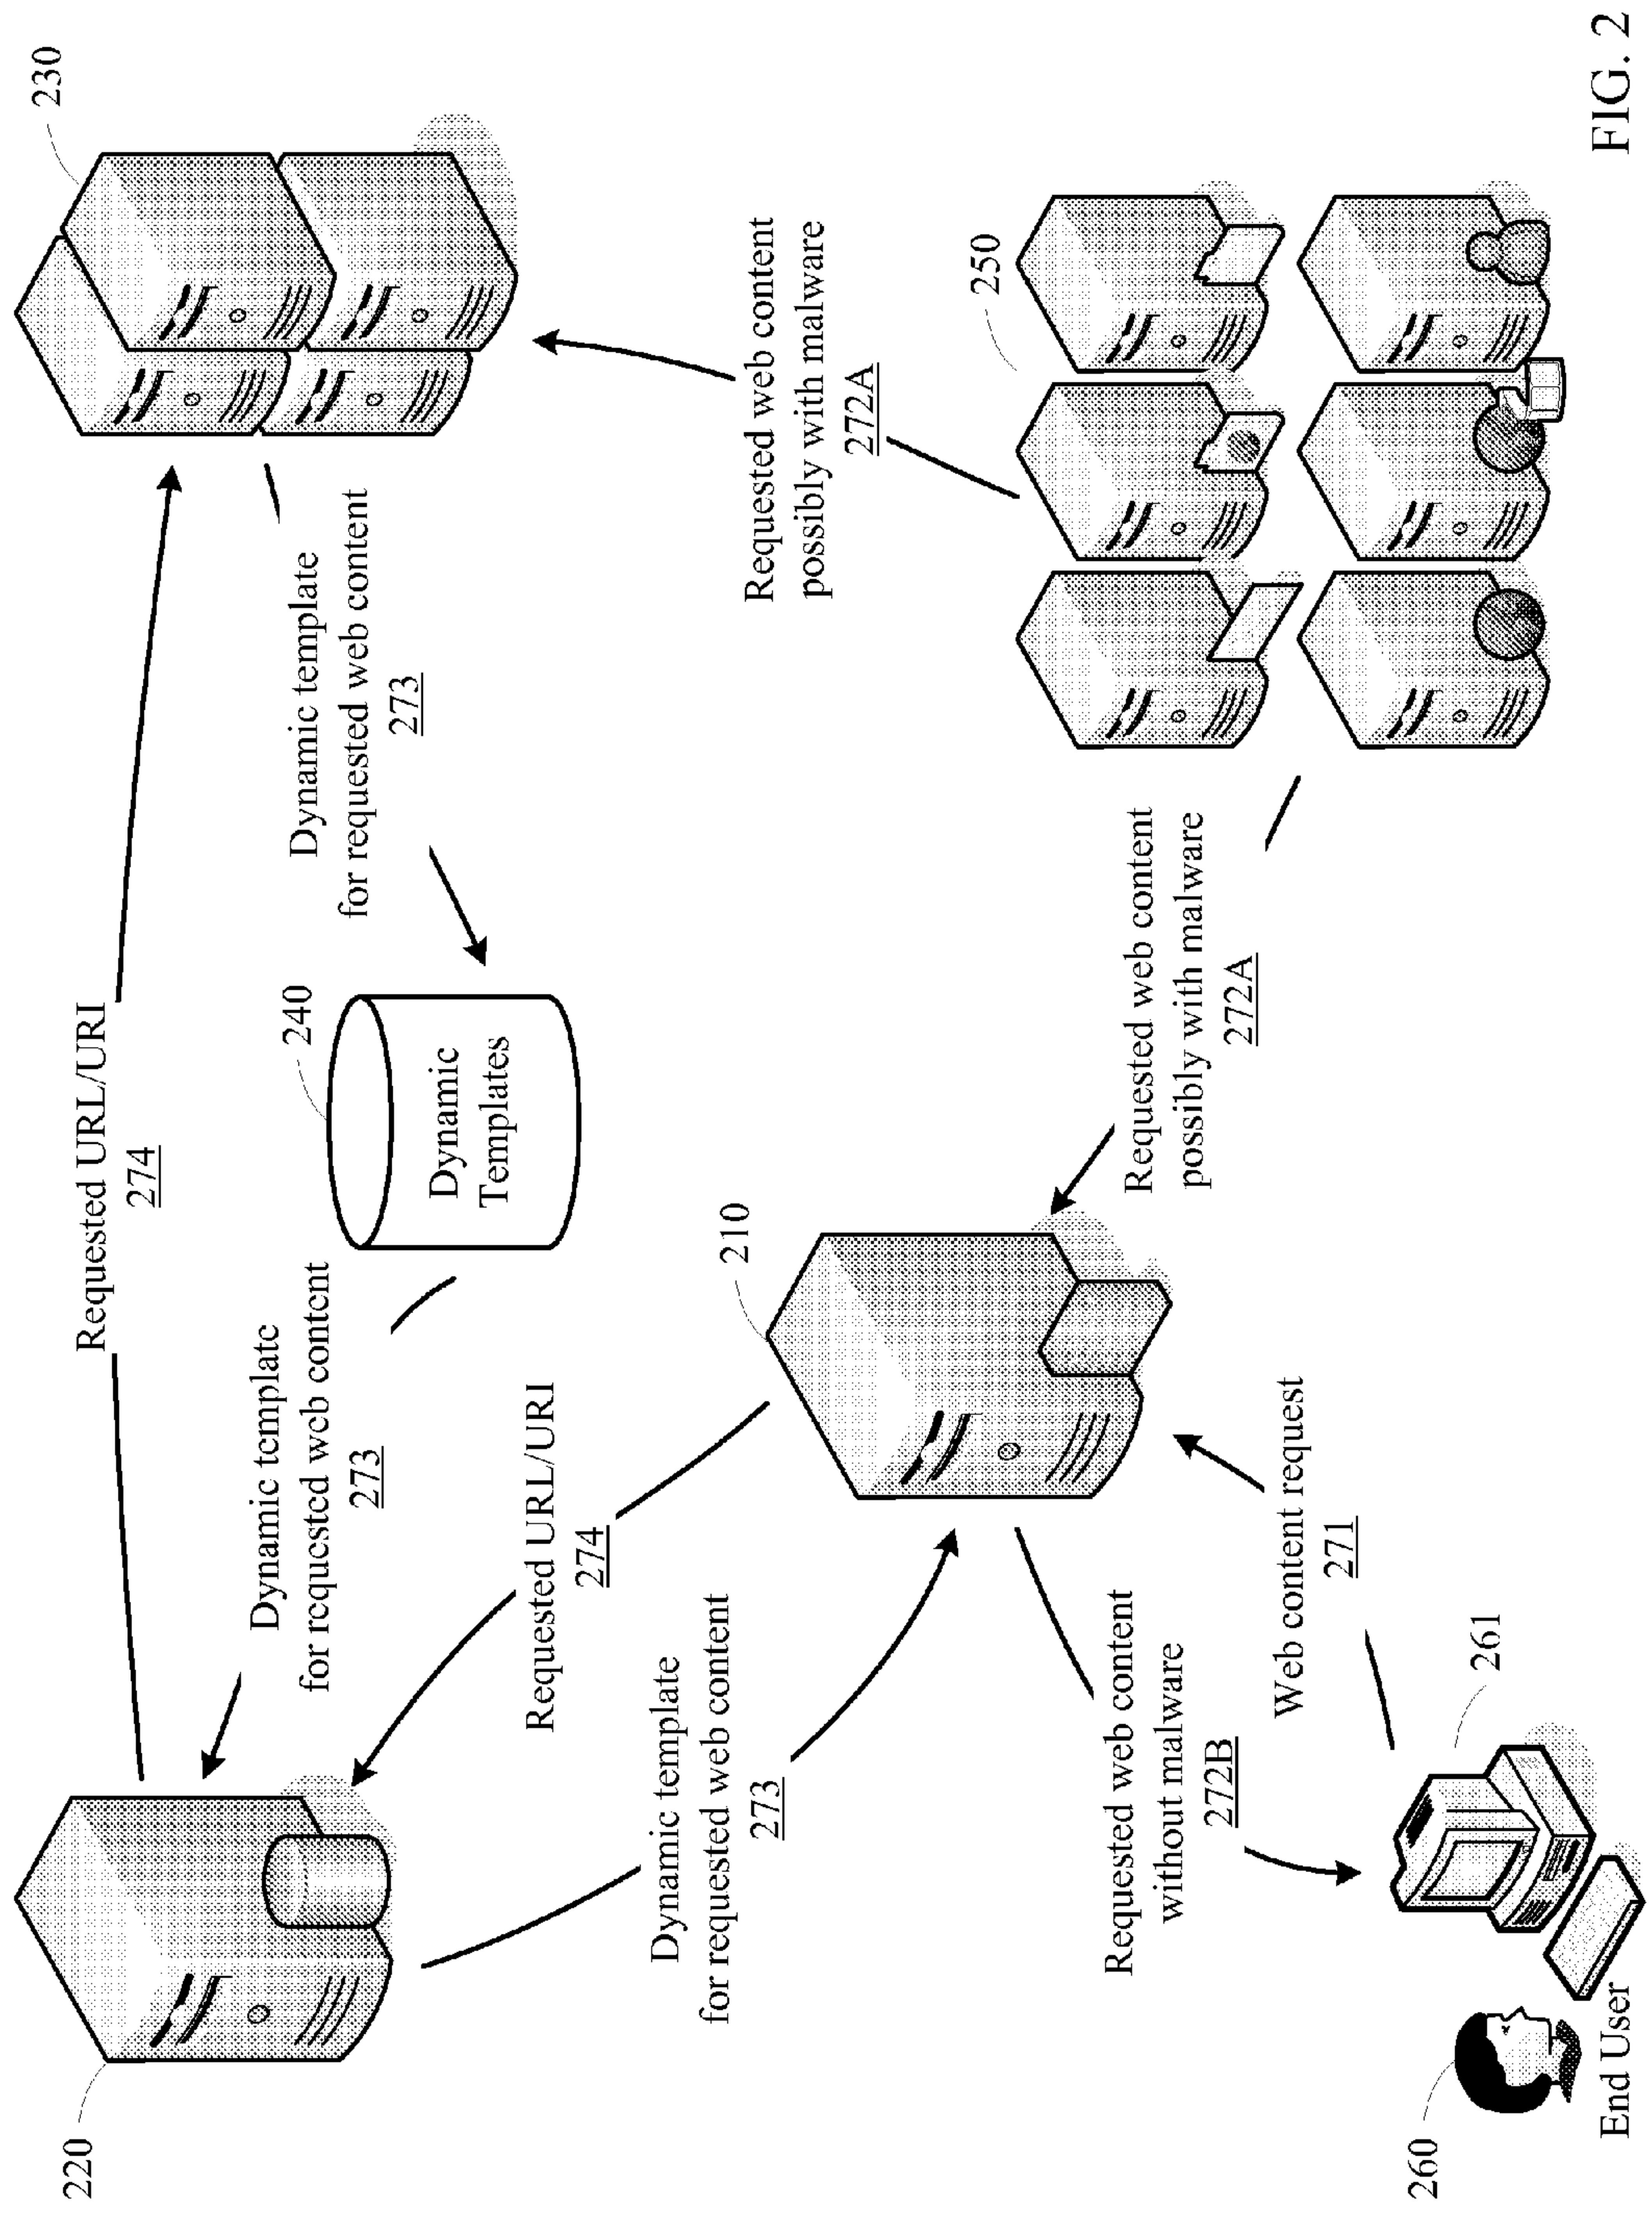 220
Requested URL/URI
274
230
Dynamic template
for requested web content
273
240
Dynamic
Templates
Dynamic template
for requested web content
273
Requested URL/URI
274
Dynamic template
for requested web content
273
210
Requested web content
possibly with malware
272A
250
Requested web content
without malware
272B
Web content request
271
Requested web content
possibly with malware
272A
260
End User
261
FIG. 2